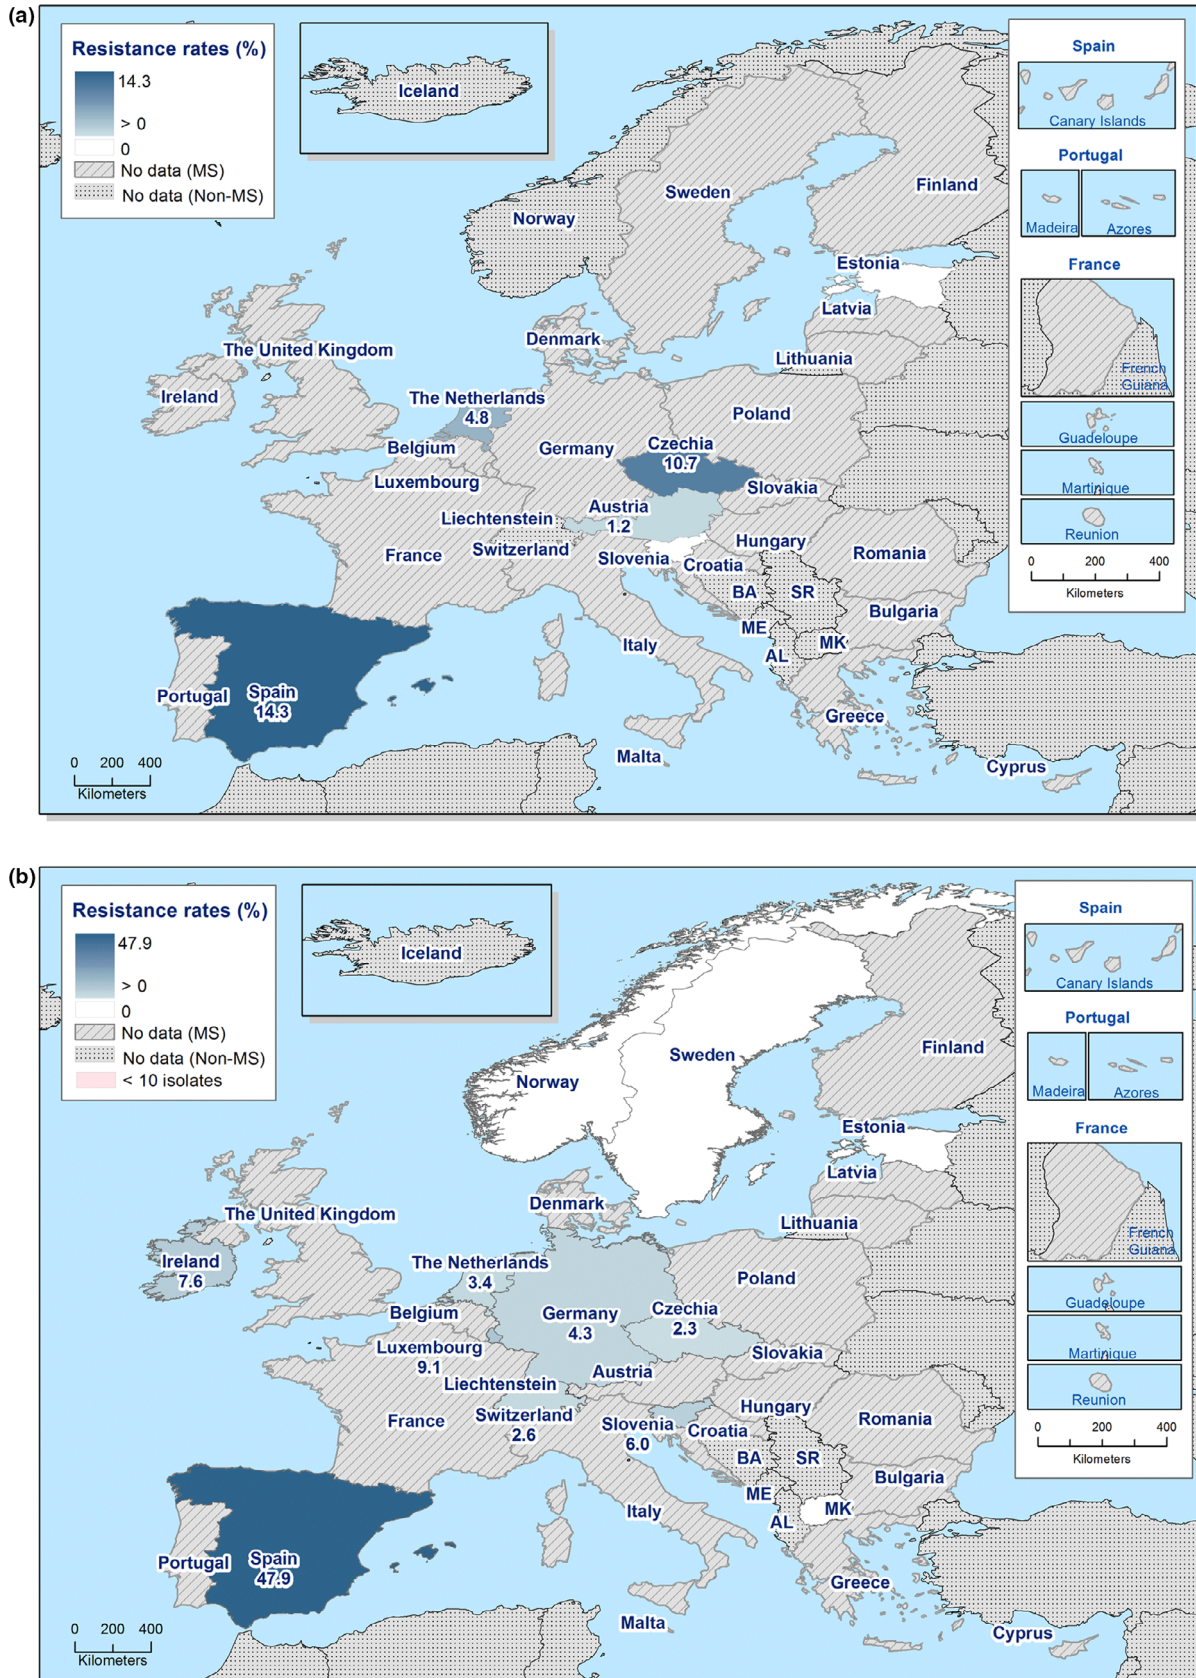 (a)
Resistance rates (%)
14.3
> 0
0
No data (MS)
No data (Non-MS)
Iceland
Spain
Canary Islands
Portugal
Madeira
Azores
France
French
Guiana
Guadeloupe
Martinique
Reunion
0 200 400
Kilometers
Finland
Sweden
Norway
Estonia
Latvia
Denmark
The United Kingdom
Lithuania
Ireland
The Netherlands
4.8
Poland
Belgium
Germany
Czechia
10.7
Luxembourg
Slovakia
Austria
1.2
Liechtenstein
Hungary
Switzerland
France
Slovenia
Croatia
Romania
BA
SR
Bulgaria
ME
MK
Italy
AL
Portugal
Spain
14.3
Greece
Malta
Cyprus
0 200 400
Kilometers
(b)
Resistance rates (%)
47.9
> 0
0
No data (MS)
No data (Non-MS)
< 10 isolates
Iceland
Spain
Canary Islands
Portugal
Madeira
Azores
France
French
Guiana
Guadeloupe
Martinique
Reunion
0 200 400
Kilometers
Finland
Sweden
Norway
Estonia
Latvia
Denmark
The United Kingdom
Lithuania
Ireland
7.6
The Netherlands
3.4
Poland
Belgium
Germany
4.3
Czechia
2.3
Luxembourg
9.1
Slovakia
Austria
Liechtenstein
Hungary
Switzerland
2.6
France
Slovenia
6.0
Croatia
Romania
BA
SR
Bulgaria
ME
MK
Italy
AL
Portugal
Spain
47.9
Greece
Malta
Cyprus
0 200 400
Kilometers